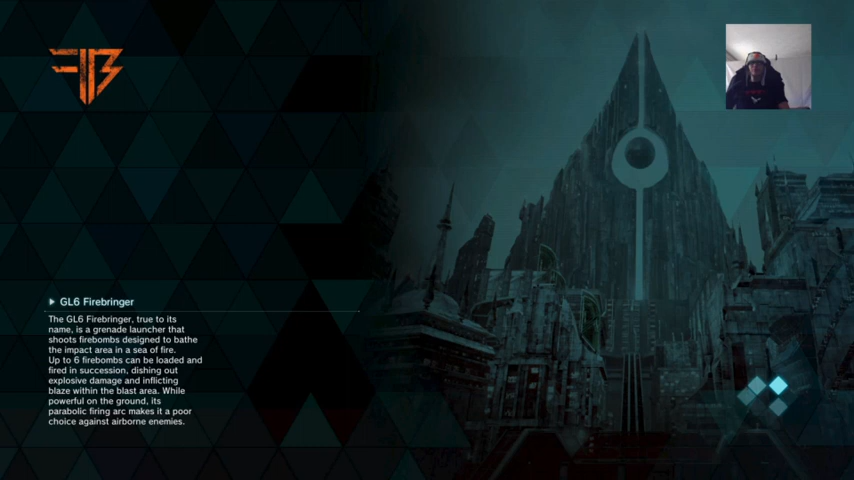 GL6 Firebringer
The GL6 Firebringer, true to its
name, is a grenade launcher that
shoots firebombs designed to bathe
the impact area in a sea of fire.
Up to 6 firebombs can be loaded and
fired in succession, dishing out
explosive damage and inflicting
blaze within the blast area. While
powerful on the ground, its
parabolic firing arc makes it a poor
choice against airborne enemies.